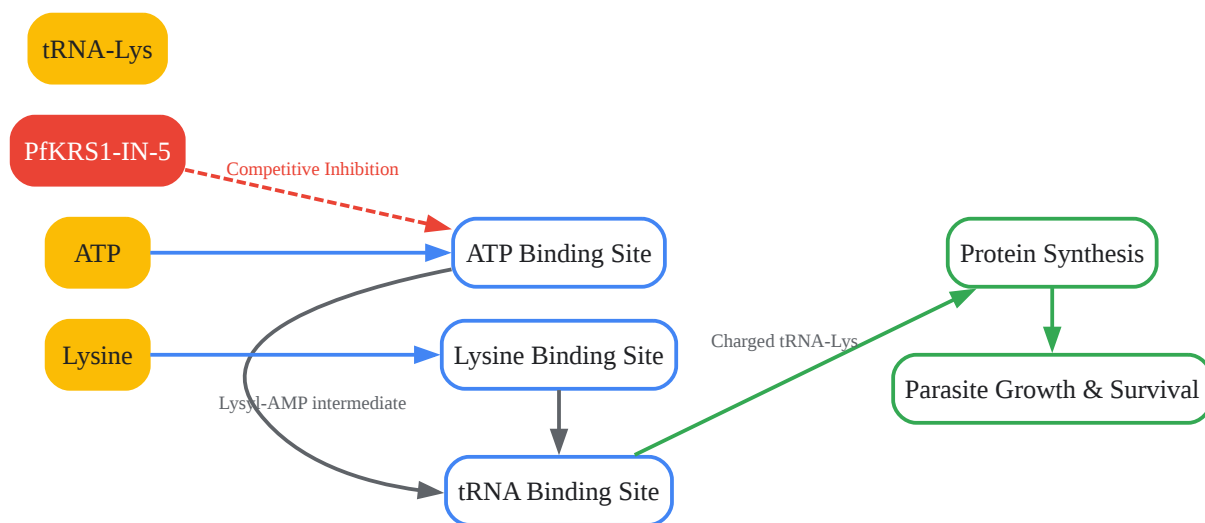 tRNA-Lys
PfKRS1-IN-5
Competitive Inhibition
ATP
ATP Binding Site
Protein Synthesis
Lysine
Lysine Binding Site
Charged tRNA-Lys
Parasite Growth & Survival
Lysyl-AMP intermediate
tRNA Binding Site